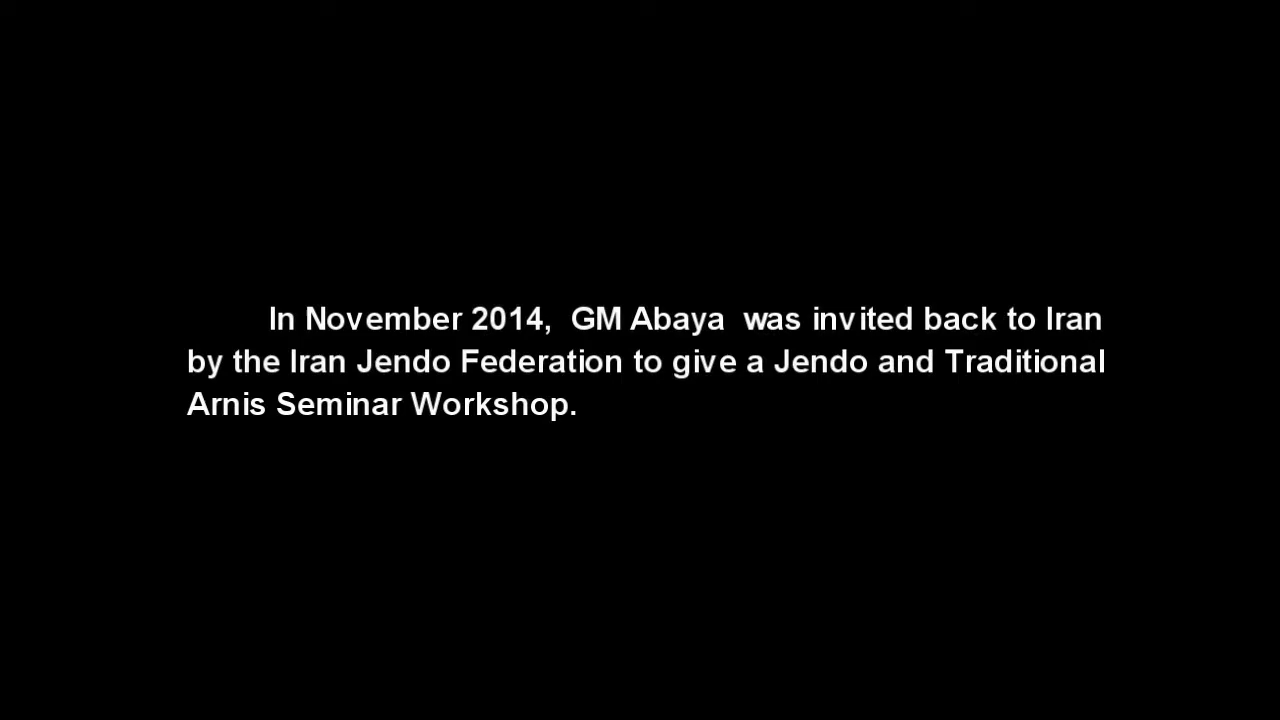 In November 2014, GM Abaya was invited back to Iran
by the Iran Jendo Federation to give a Jendo and Traditional
Arnis Seminar Workshop.